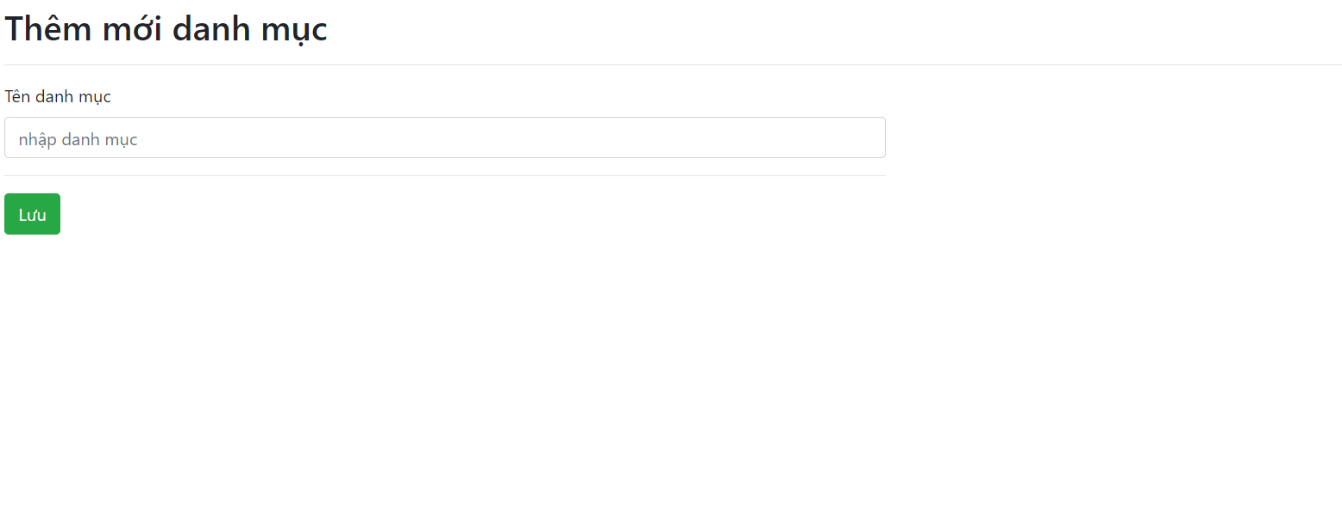 Thêm mới danh mục
Tên danh mục
nhập danh mục
Lưu